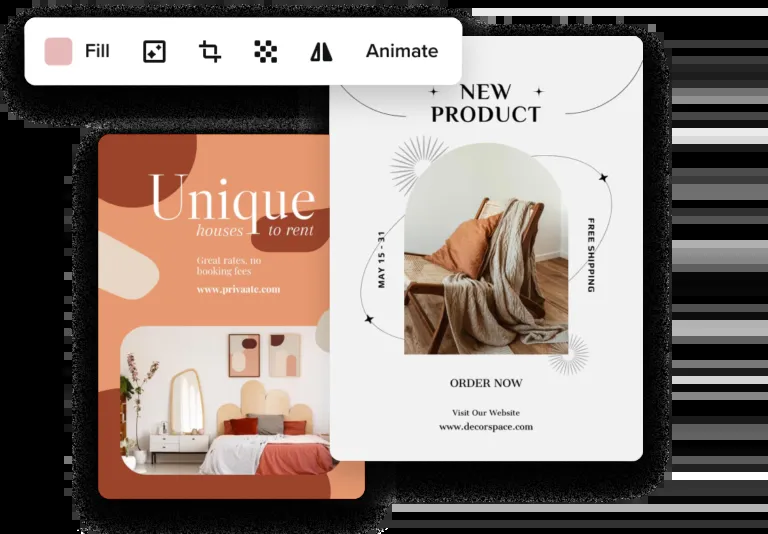 Fill
Animate
Unique
houses to rent
Great rates, no
booking fees
www.privaate.com
NEW
PRODUCT
MAY 15 - 31
FREE SHIPPING
ORDER NOW
Visit Our Website
www.decorspace.com